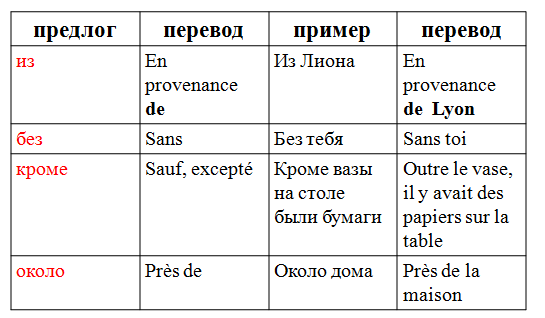 предлог перевод пример перевод
из En Из Лиона En
provenance provenance
de de Lyon
без Sans Без тебя Sans toi
кроме Sauf, excepté Кроме вазы Outre le vase,
на столе il y avait des
были бумаги papiers sur la
table
около Près de Около дома Près de la
maison